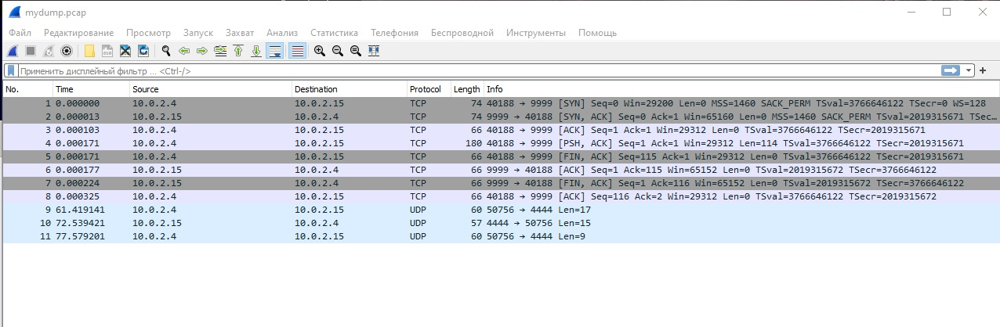 mydump.pcap
Файл Редактирование Просмотр Запуск Захват Анализ Статистика Телефония Беспроводной Инструменты Помощь
Применить дисплейный фильтр ... <Ctrl-/>
No. Time Source Destination Protocol Length Info
1 0.000000 10.0.2.4 10.0.2.15 TCP 74 40188 → 9999 [SYN] Seq=0 Win=29200 Len=0 MSS=1460 SACK_PERM TSval=3766646122 TSecr=0 WS=128
2 0.000013 10.0.2.15 10.0.2.4 TCP 74 9999 → 40188 [SYN, ACK] Seq=0 Ack=1 Win=65160 Len=0 MSS=1460 SACK_PERM TSval=2019315671 TSec…
3 0.000103 10.0.2.4 10.0.2.15 TCP 66 40188 → 9999 [ACK] Seq=1 Ack=1 Win=29312 Len=0 TSval=3766646122 TSecr=2019315671
4 0.000171 10.0.2.4 10.0.2.15 TCP 180 40188 → 9999 [PSH, ACK] Seq=1 Ack=1 Win=29312 Len=114 TSval=3766646122 TSecr=2019315671
5 0.000171 10.0.2.4 10.0.2.15 TCP 66 40188 → 9999 [FIN, ACK] Seq=115 Ack=1 Win=29312 Len=0 TSval=3766646122 TSecr=2019315671
6 0.000177 10.0.2.15 10.0.2.4 TCP 66 9999 → 40188 [ACK] Seq=1 Ack=115 Win=65152 Len=0 TSval=2019315672 TSecr=3766646122
7 0.000224 10.0.2.15 10.0.2.4 TCP 66 9999 → 40188 [FIN, ACK] Seq=1 Ack=116 Win=65152 Len=0 TSval=2019315672 TSecr=3766646122
8 0.000325 10.0.2.4 10.0.2.15 TCP 66 40188 → 9999 [ACK] Seq=116 Ack=2 Win=29312 Len=0 TSval=3766646122 TSecr=2019315672
9 61.419141 10.0.2.4 10.0.2.15 UDP 60 50756 → 4444 Len=17
10 72.539421 10.0.2.15 10.0.2.4 UDP 57 4444 → 50756 Len=15
11 77.579201 10.0.2.4 10.0.2.15 UDP 60 50756 → 4444 Len=9